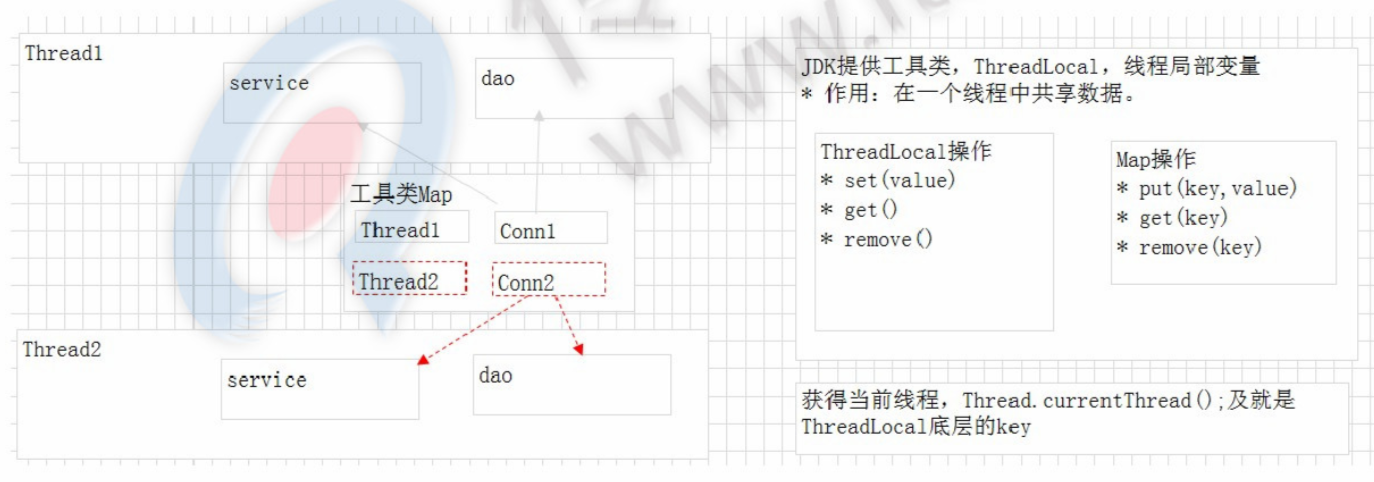 Thread1
service
dao
工具类Map
Thread1
Conn1
Thread2
Conn2
Thread2
service
dao
JDK提供工具类，ThreadLocal，线程局部变量
* 作用：在一个线程中共享数据。
ThreadLocal操作
* set(value)
* get()
* remove()
Map操作
* put(key,value)
* get(key)
* remove(key)
获得当前线程，Thread.currentThread();及就是
ThreadLocal底层的key